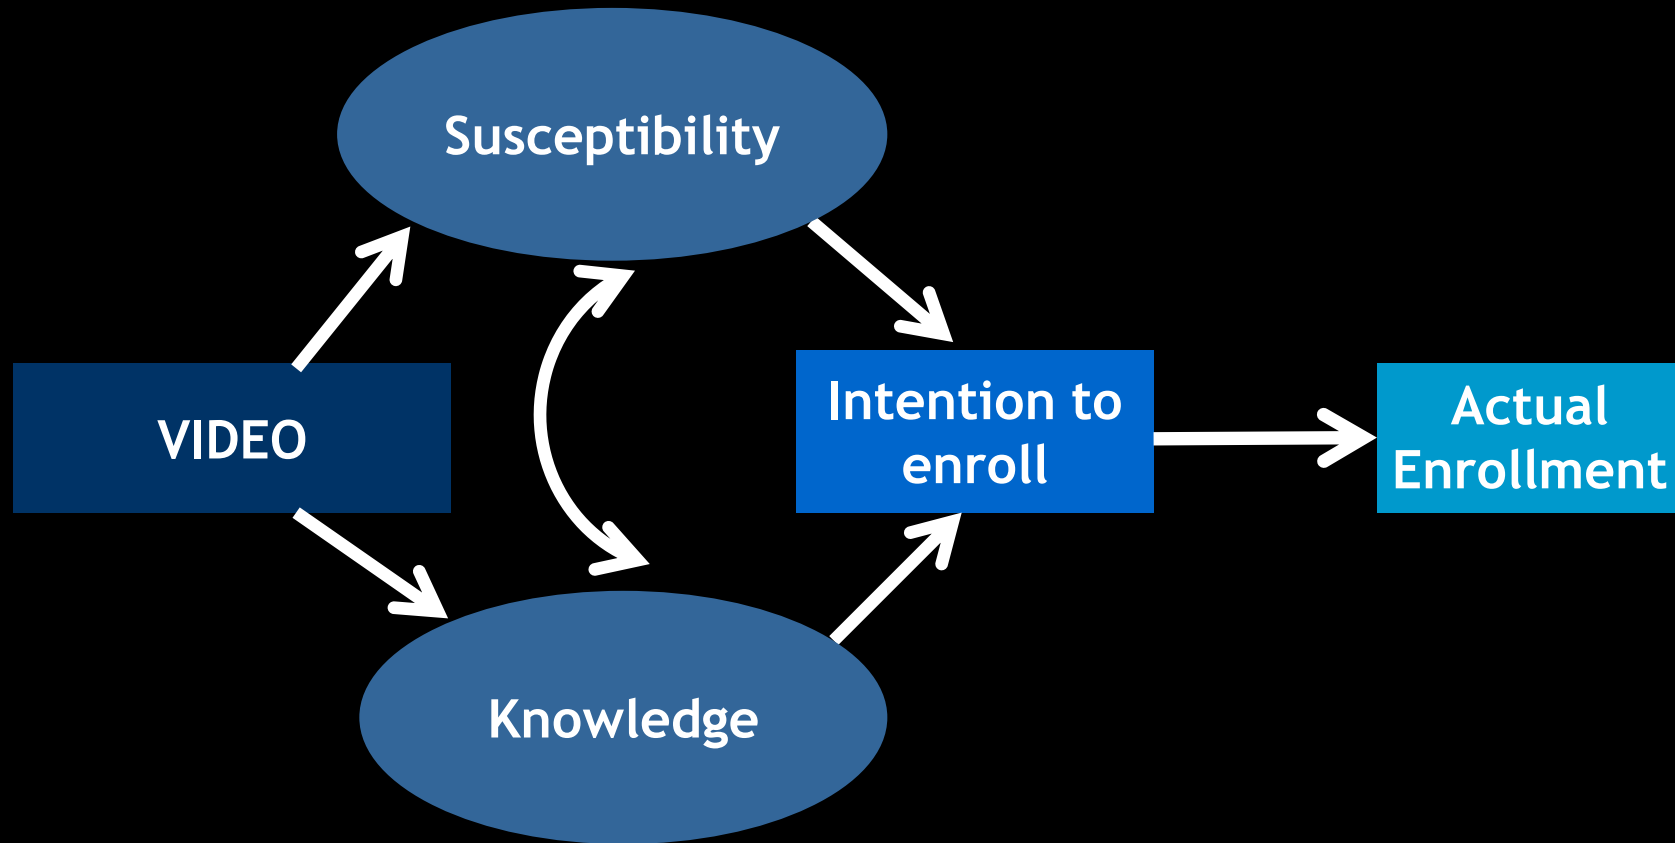 Susceptibility
VIDEO
Intention to
enroll
Actual
Enrollment
Knowledge